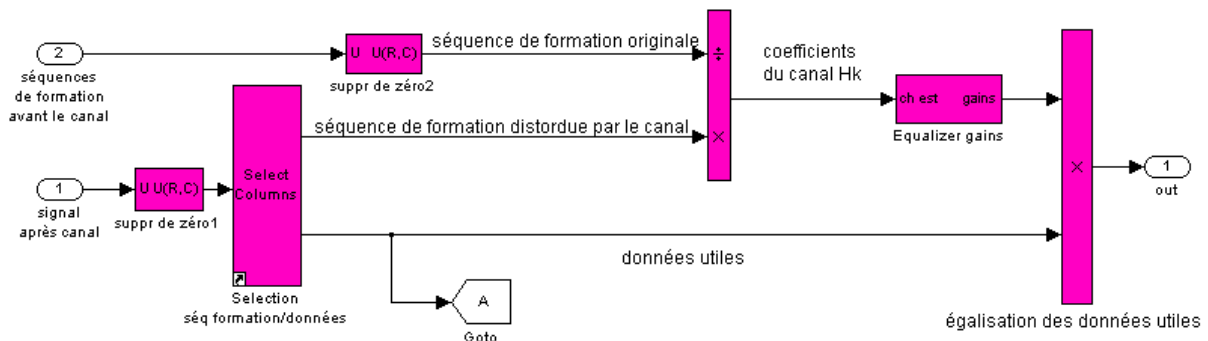 2
séquences
de formation
avant le canal
U U(R,C)
suppr de zéro2
séquence de formation originale
÷
×
coefficients
du canal Hk
ch est gains
Equalizer gains
séquence de formation distordue par le canal
1
signal
après canal
U U(R,C)
suppr de zéro1
Select
Columns
Selection
séq formation/données
données utiles
A
Goto
×
égalisation des données utiles
1
out